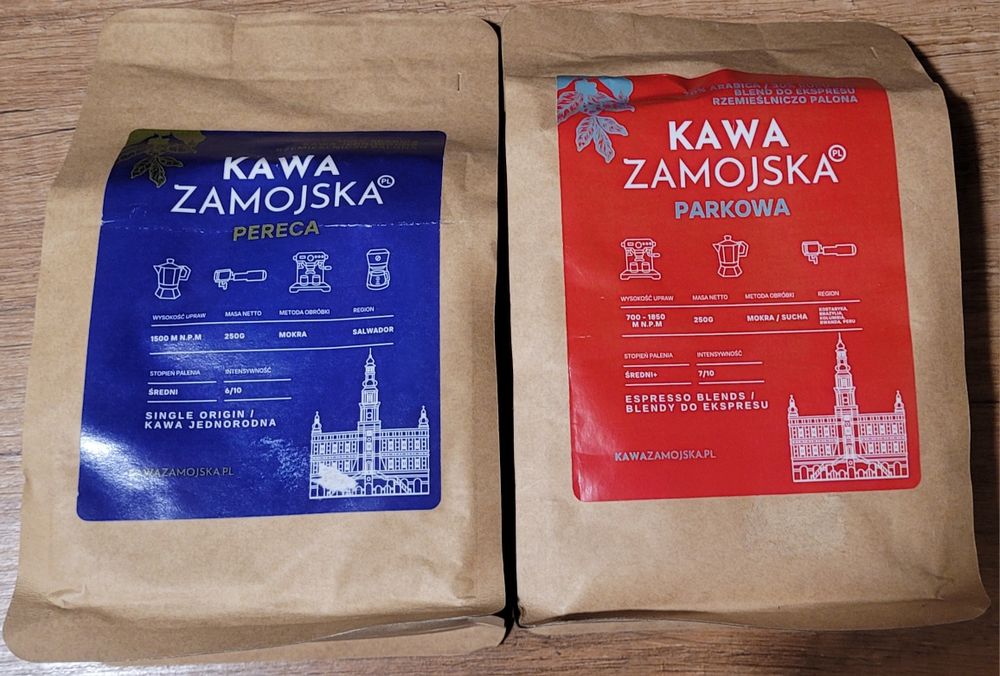 KAWA
ZAMOJSKA PL
PERECA
WYSOKOŚĆ UPRAW MASA NETTO METODA OBRÓBKI REGION
1500 M N.P.M 250G MOKRA SALWADOR
STOPIEŃ PALENIA INTENSYWNOŚĆ
ŚREDNI 6/10
SINGLE ORIGIN /
KAWA JEDNORODNA
WAZAMOJSKA.PL
ARABICA /
BLEND DO EKSPRESU
RZEMIEŚLNICZO PALONA
KAWA
ZAMOJSKA PL
PARKOWA
WYSOKOŚĆ UPRAW MASA NETTO METODA OBRÓBKI REGION
700 - 1850
M N.P.M 250G MOKRA / SUCHA KOSTARYKA,
BRAZYLIA,
KOLUMBIA,
RWANDA, PERU
STOPIEŃ PALENIA INTENSYWNOŚĆ
ŚREDNI+ 7/10
ESPRESSO BLENDS /
BLENDY DO EKSPRESU
KAWAZAMOJSKA.PL